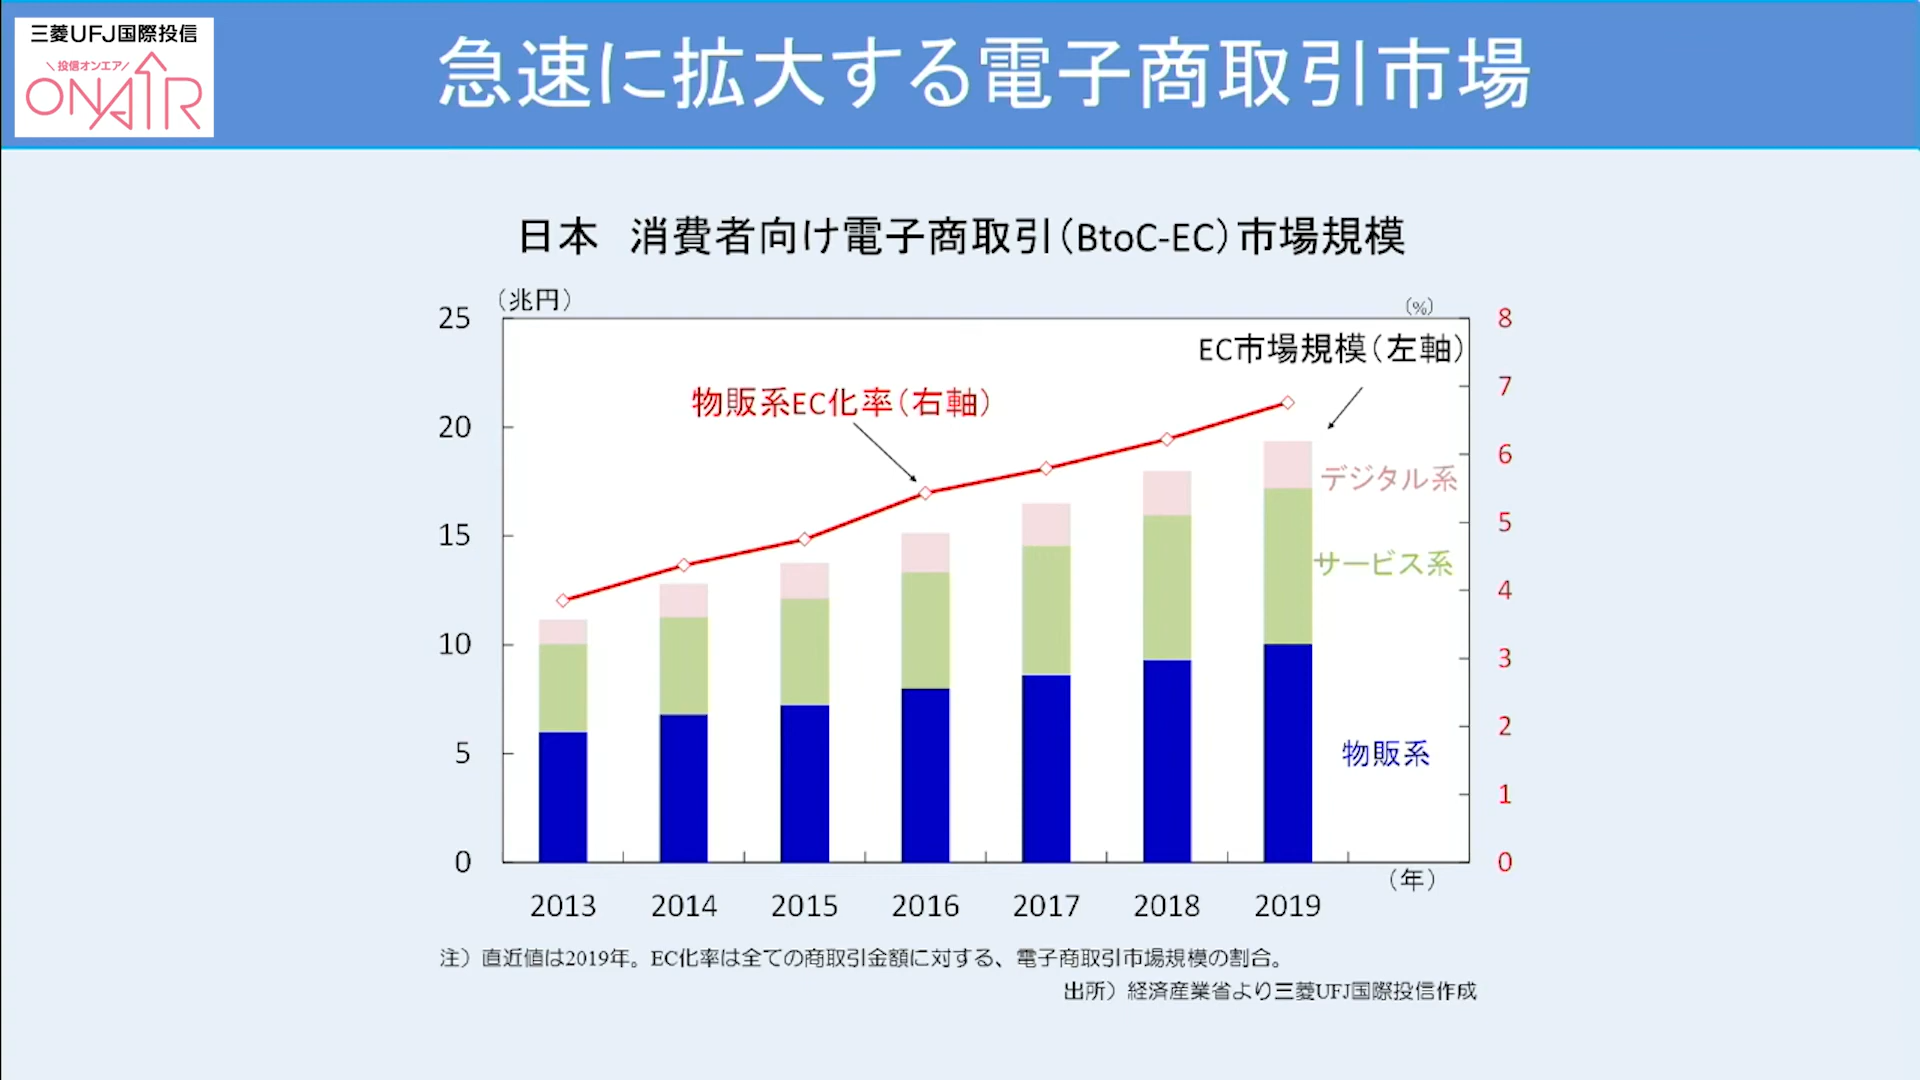 三菱UFJ国際投信
\投信オンエア/
ONAIR
急速に拡大する電子商取引市場
日本 消費者向け電子商取引(BtoC-EC)市場規模
(兆円)
(%)
25
20
15
10
5
0
8
7
6
5
4
3
2
1
0
EC市場規模(左軸)
物販系EC化率(右軸)
デジタル系
サービス系
物販系
(年)
2013 2014 2015 2016 2017 2018 2019
注)直近値は2019年。EC化率は全ての商取引金額に対する、電子商取引市場規模の割合。
出所)経済産業省より三菱UFJ国際投信作成